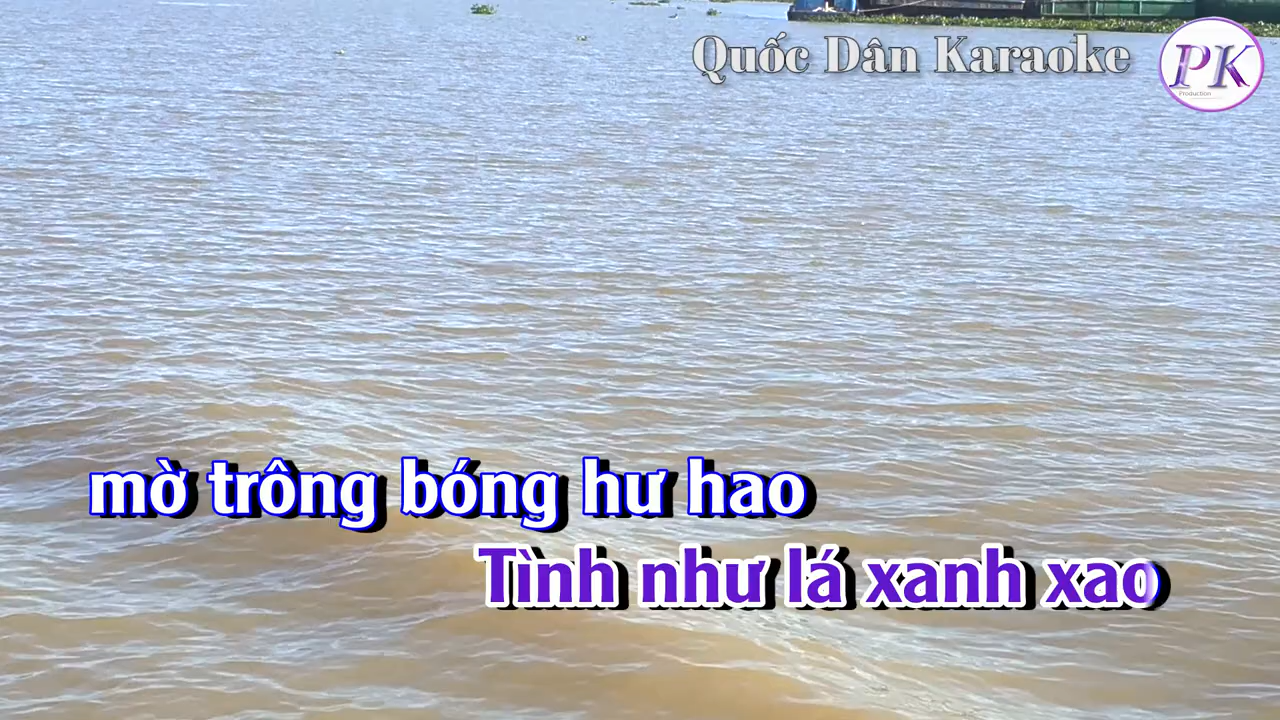 Quốc Dân Karaoke
PK
Production
mờ trông bóng hư hao
Tình như lá xanh xao